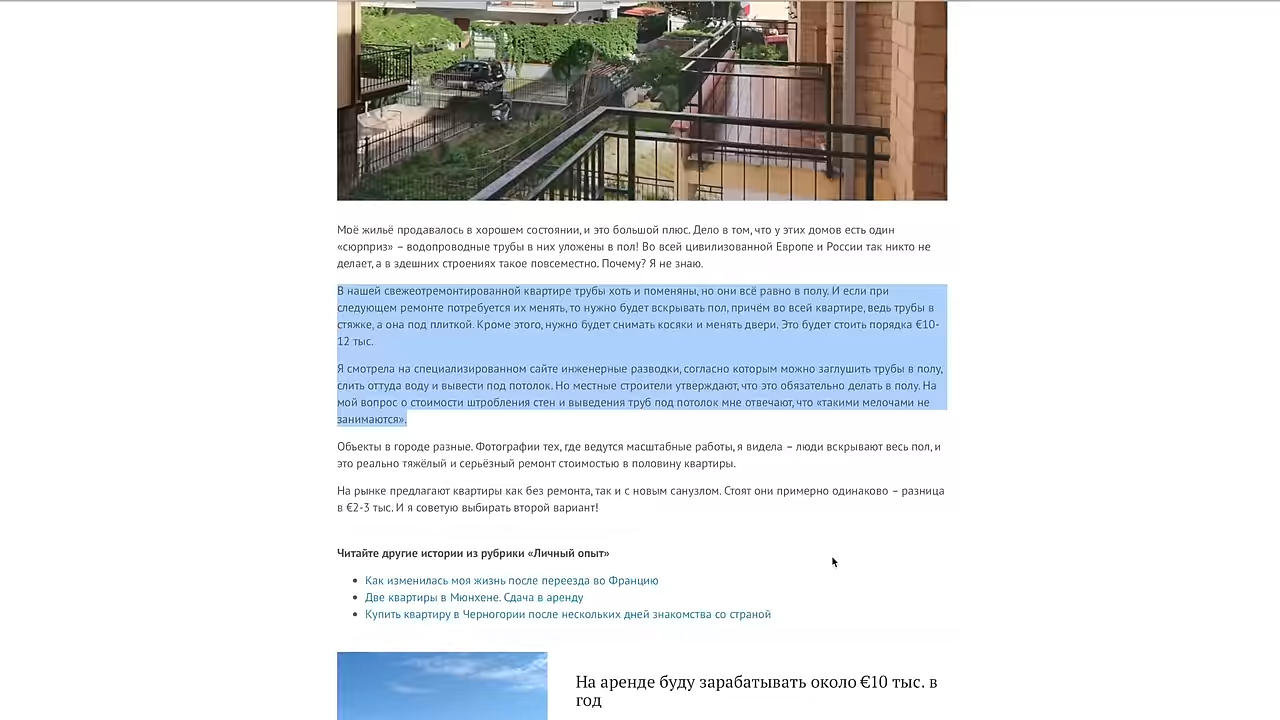 Моё жильё продавалось в хорошем состоянии, и это большой плюс. Дело в том, что у этих домов есть один
«сюрприз» – водопроводные трубы в них уложены в пол! Во всей цивилизованной Европе и России так никто не
делает, а в здешних строениях такое повсеместно. Почему? Я не знаю.
В нашей свежеотремонтированной квартире трубы хоть и поменяны, но они всё равно в полу. И если при
следующем ремонте потребуется их менять, то нужно будет вскрывать пол, причём во всей квартире, ведь трубы в
стяжке, а она под плиткой. Кроме этого, нужно будет снимать косяки и менять двери. Это будет стоить порядка €10-
12 тыс.
Я смотрела на специализированном сайте инженерные разводки, согласно которым можно заглушить трубы в полу,
слить оттуда воду и вывести под потолок. Но местные строители утверждают, что это обязательно делать в полу. На
мой вопрос о стоимости штробления стен и выведения труб под потолок мне отвечают, что «такими мелочами не
занимаются».
Объекты в городе разные. Фотографии тех, где ведутся масштабные работы, я видела – люди вскрывают весь пол, и
это реально тяжёлый и серьёзный ремонт стоимостью в половину квартиры.
На рынке предлагают квартиры как без ремонта, так и с новым санузлом. Стоят они примерно одинаково – разница
в €2-3 тыс. И я советую выбирать второй вариант!
Читайте другие истории из рубрики «Личный опыт»
Как изменилась моя жизнь после переезда во Францию
Две квартиры в Мюнхене. Сдача в аренду
Купить квартиру в Черногории после нескольких дней знакомства со страной
На аренде буду зарабатывать около €10 тыс. в
год